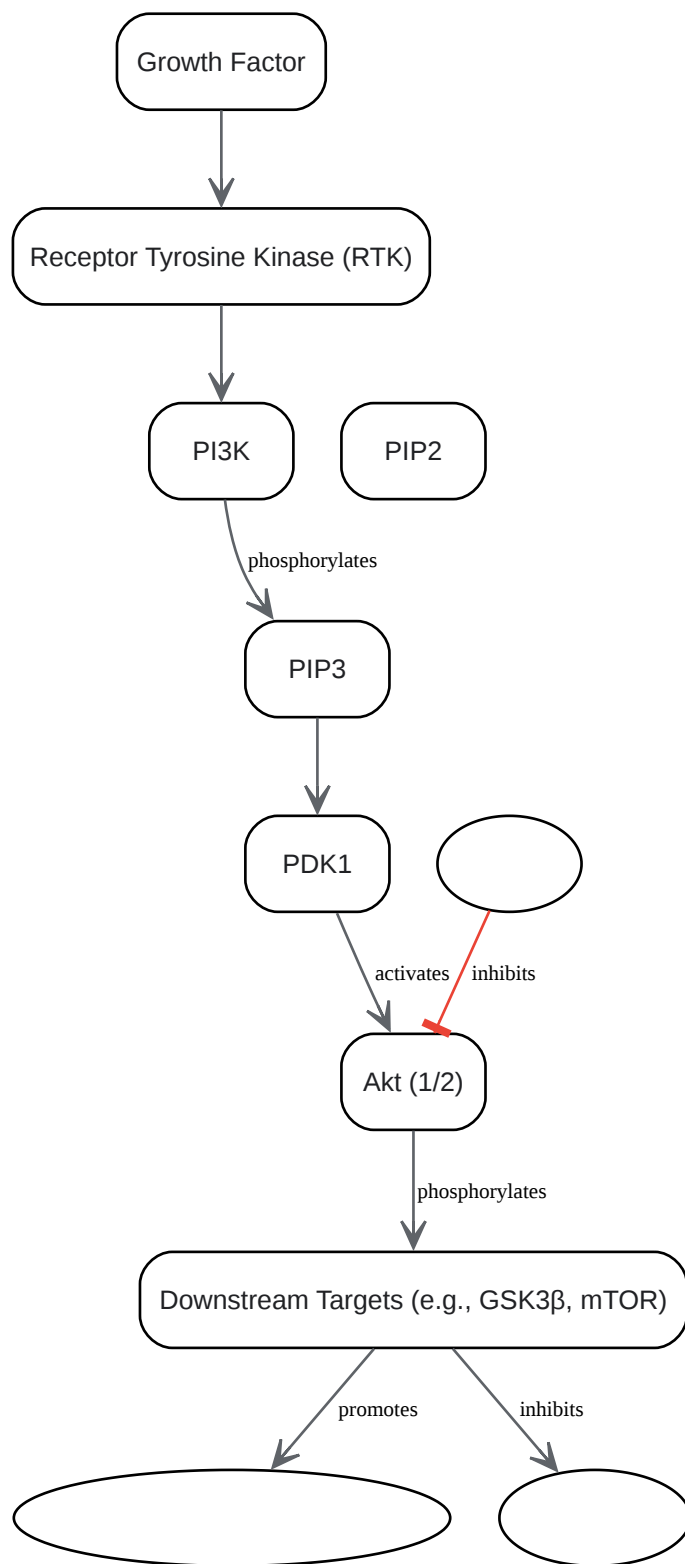 Growth Factor
Receptor Tyrosine Kinase (RTK)
PI3K
PIP2
phosphorylates
PIP3
PDK1
activates
inhibits
Akt (1/2)
phosphorylates
Downstream Targets (e.g., GSK3β, mTOR)
promotes
inhibits